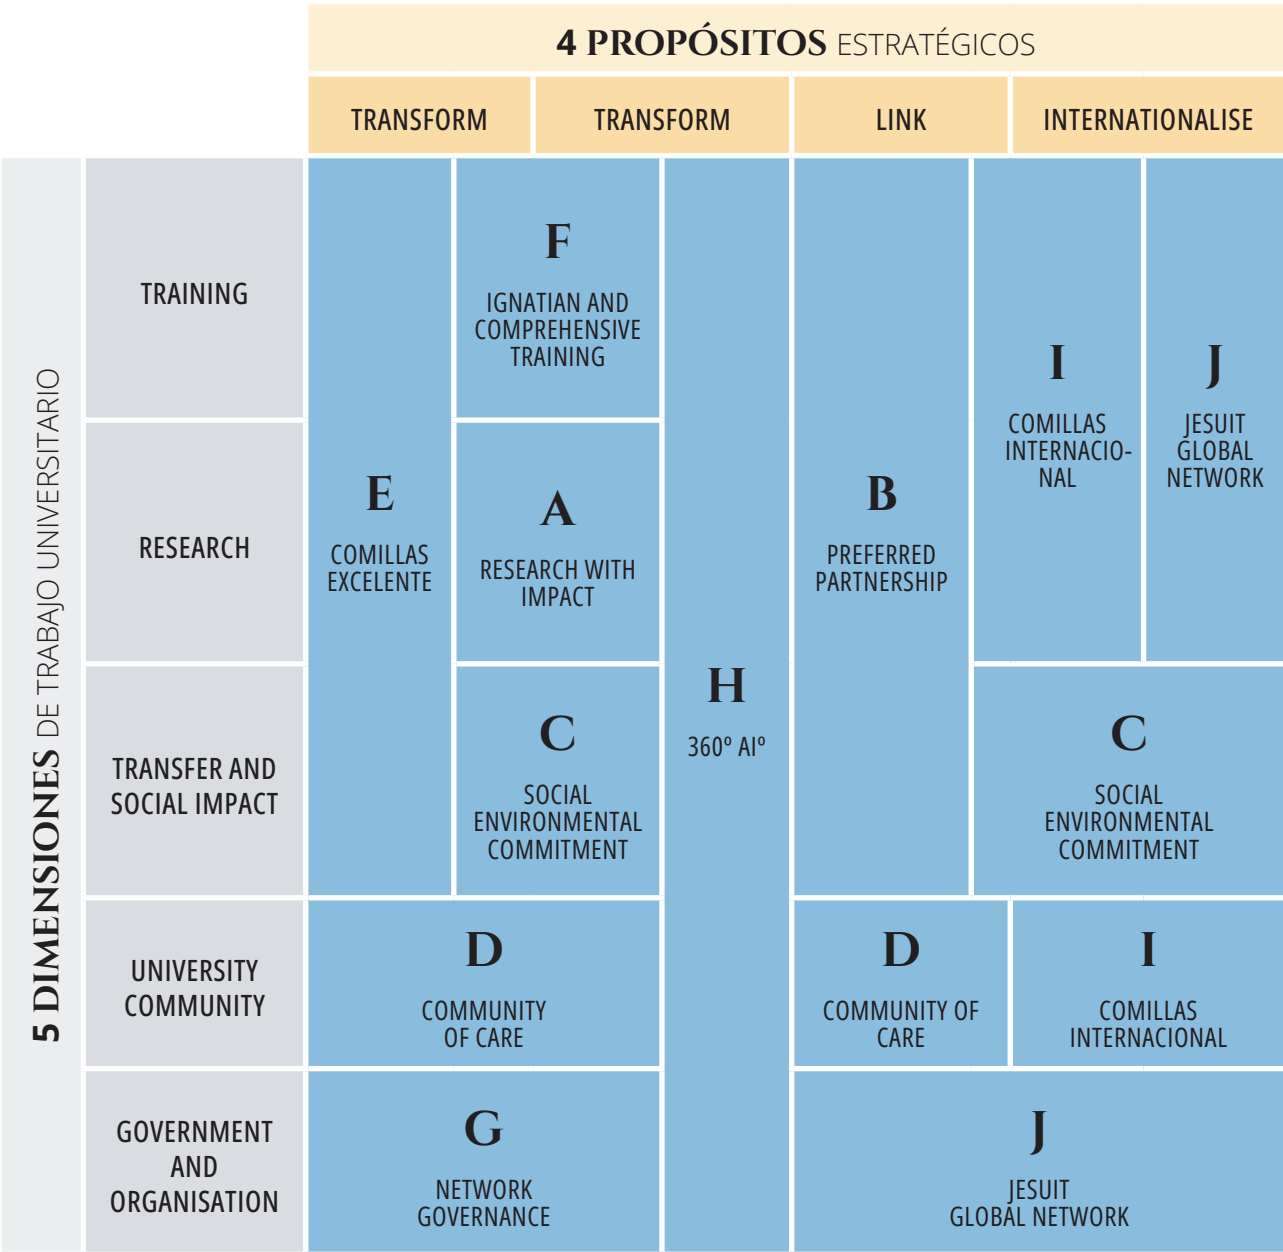 4 PROPÓSITOS ESTRATÉGICOS
TRANSFORM
TRANSFORM
LINK
INTERNATIONALISE
5 DIMENSIONES DE TRABAJO UNIVERSITARIO
TRAINING
RESEARCH
TRANSFER AND
SOCIAL IMPACT
UNIVERSITY
COMMUNITY
GOVERNMENT
AND
ORGANISATION
E
COMILLAS
EXCELENTE
F
IGNATIAN AND
COMPREHENSIVE
TRAINING
A
RESEARCH WITH
IMPACT
C
SOCIAL
ENVIRONMENTAL
COMMITMENT
H
360º AIº
B
PREFERRED
PARTNERSHIP
I
COMILLAS
INTERNACIO-
NAL
J
JESUIT
GLOBAL
NETWORK
C
SOCIAL
ENVIRONMENTAL
COMMITMENT
D
COMMUNITY
OF CARE
D
COMMUNITY OF
CARE
I
COMILLAS
INTERNACIONAL
G
NETWORK
GOVERNANCE
J
JESUIT
GLOBAL NETWORK